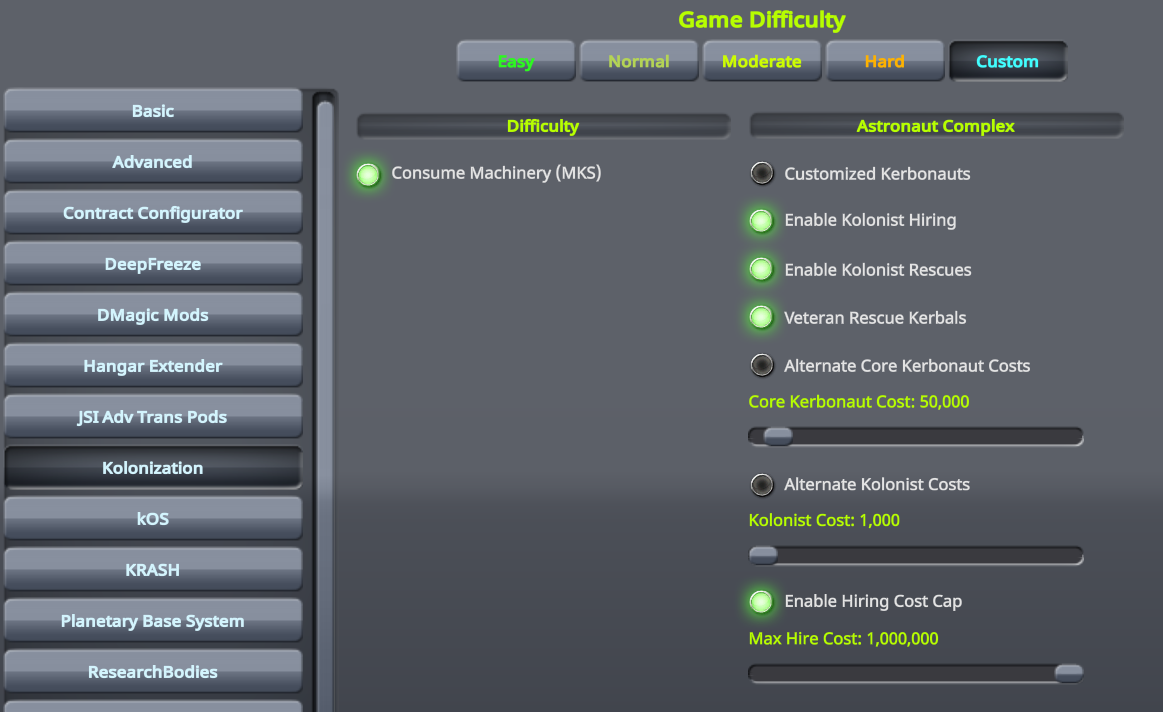 Game Difficulty
Easy
Normal
Moderate
Hard
Custom
Basic
Advanced
Contract Configurator
DeepFreeze
DMagic Mods
Hangar Extender
JSI Adv Trans Pods
Kolonization
kOS
KRASH
Planetary Base System
ResearchBodies
Difficulty
Consume Machinery (MKS)
Astronaut Complex
Customized Kerbonauts
Enable Kolonist Hiring
Enable Kolonist Rescues
Veteran Rescue Kerbals
Alternate Core Kerbonaut Costs
Core Kerbonaut Cost: 50,000
Alternate Kolonist Costs
Kolonist Cost: 1,000
Enable Hiring Cost Cap
Max Hire Cost: 1,000,000